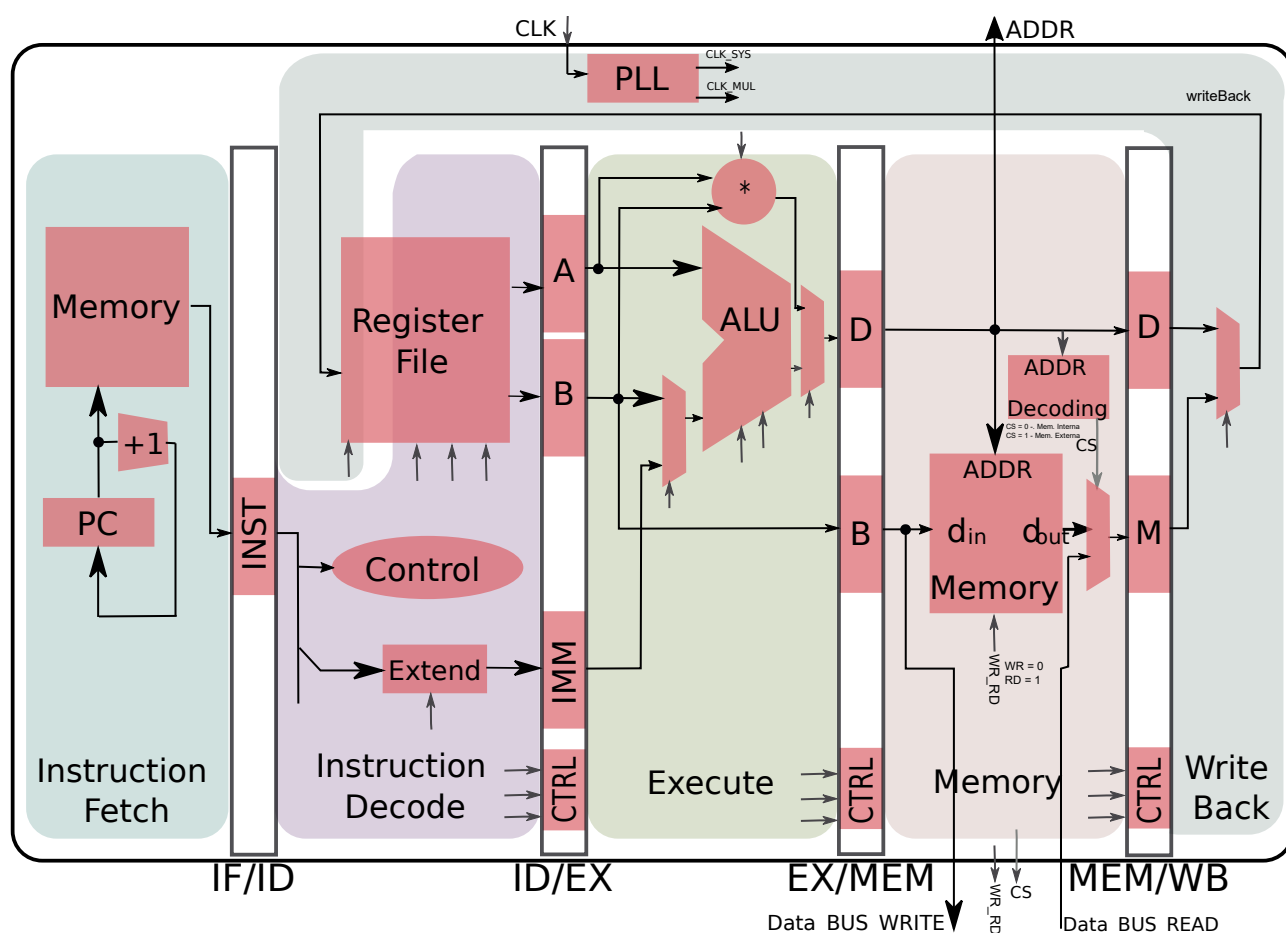 CLK
ADDR
PLL
CLK_SYS
CLK_MUL
writeBack
Memory
+1
PC
Instruction
Fetch
INST
Register
File
Control
Extend
Instruction
Decode
A
B
IMM
CTRL
*
ALU
Execute
D
B
CTRL
ADDR
Decoding
CS = 0 -. Mem. Interna
CS = 1 - Mem. Externa
CS
ADDR
din
dout
Memory
WR_RD
WR = 0
RD = 1
Memory
D
M
CTRL
Write
Back
IF/ID
ID/EX
EX/MEM
MEM/WB
Data BUS WRITE
WR_RD
CS
Data BUS READ